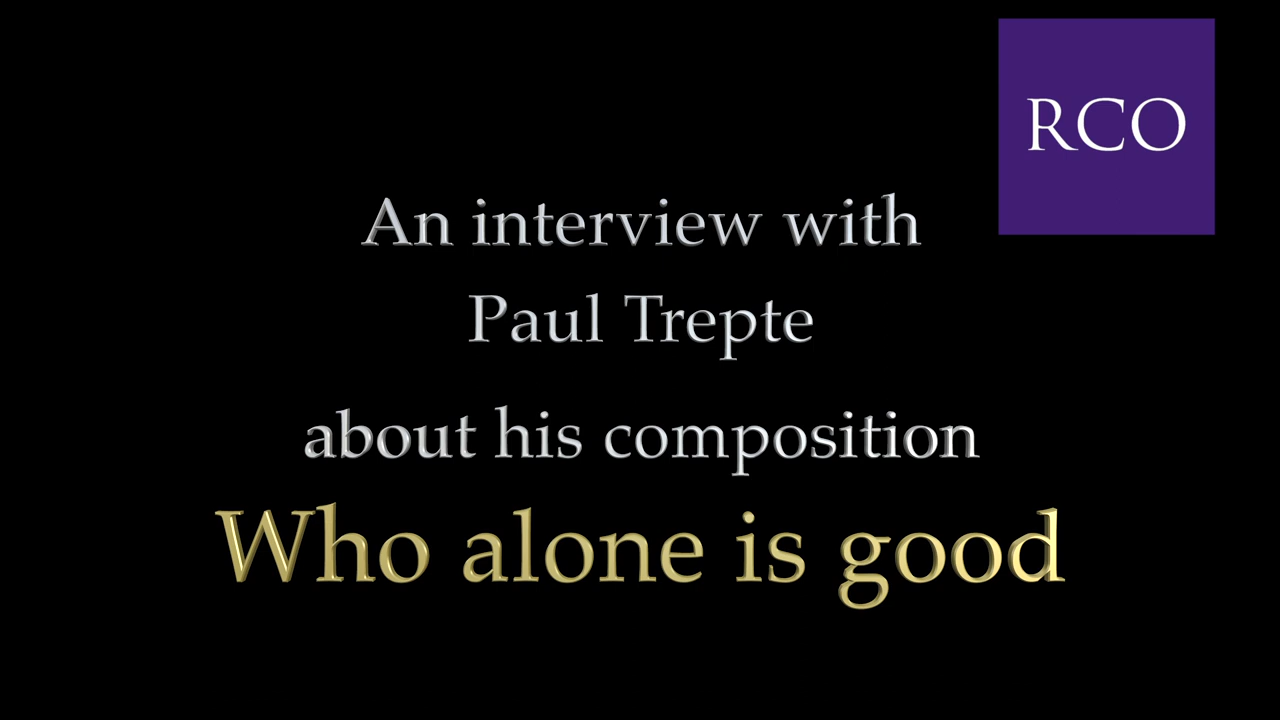 RCO
An interview with
Paul Trepte
about his composition
Who alone is good